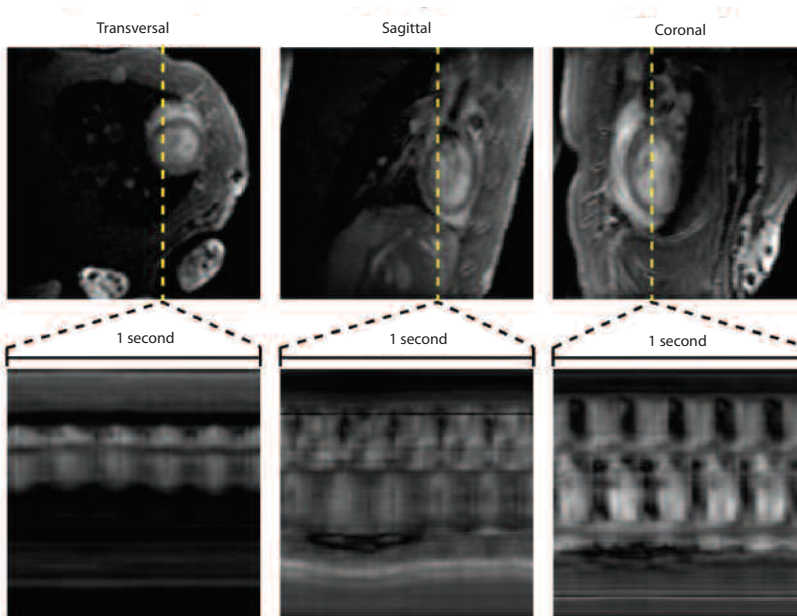 Transversal
Sagittal
Coronal
1 second
1 second
1 second